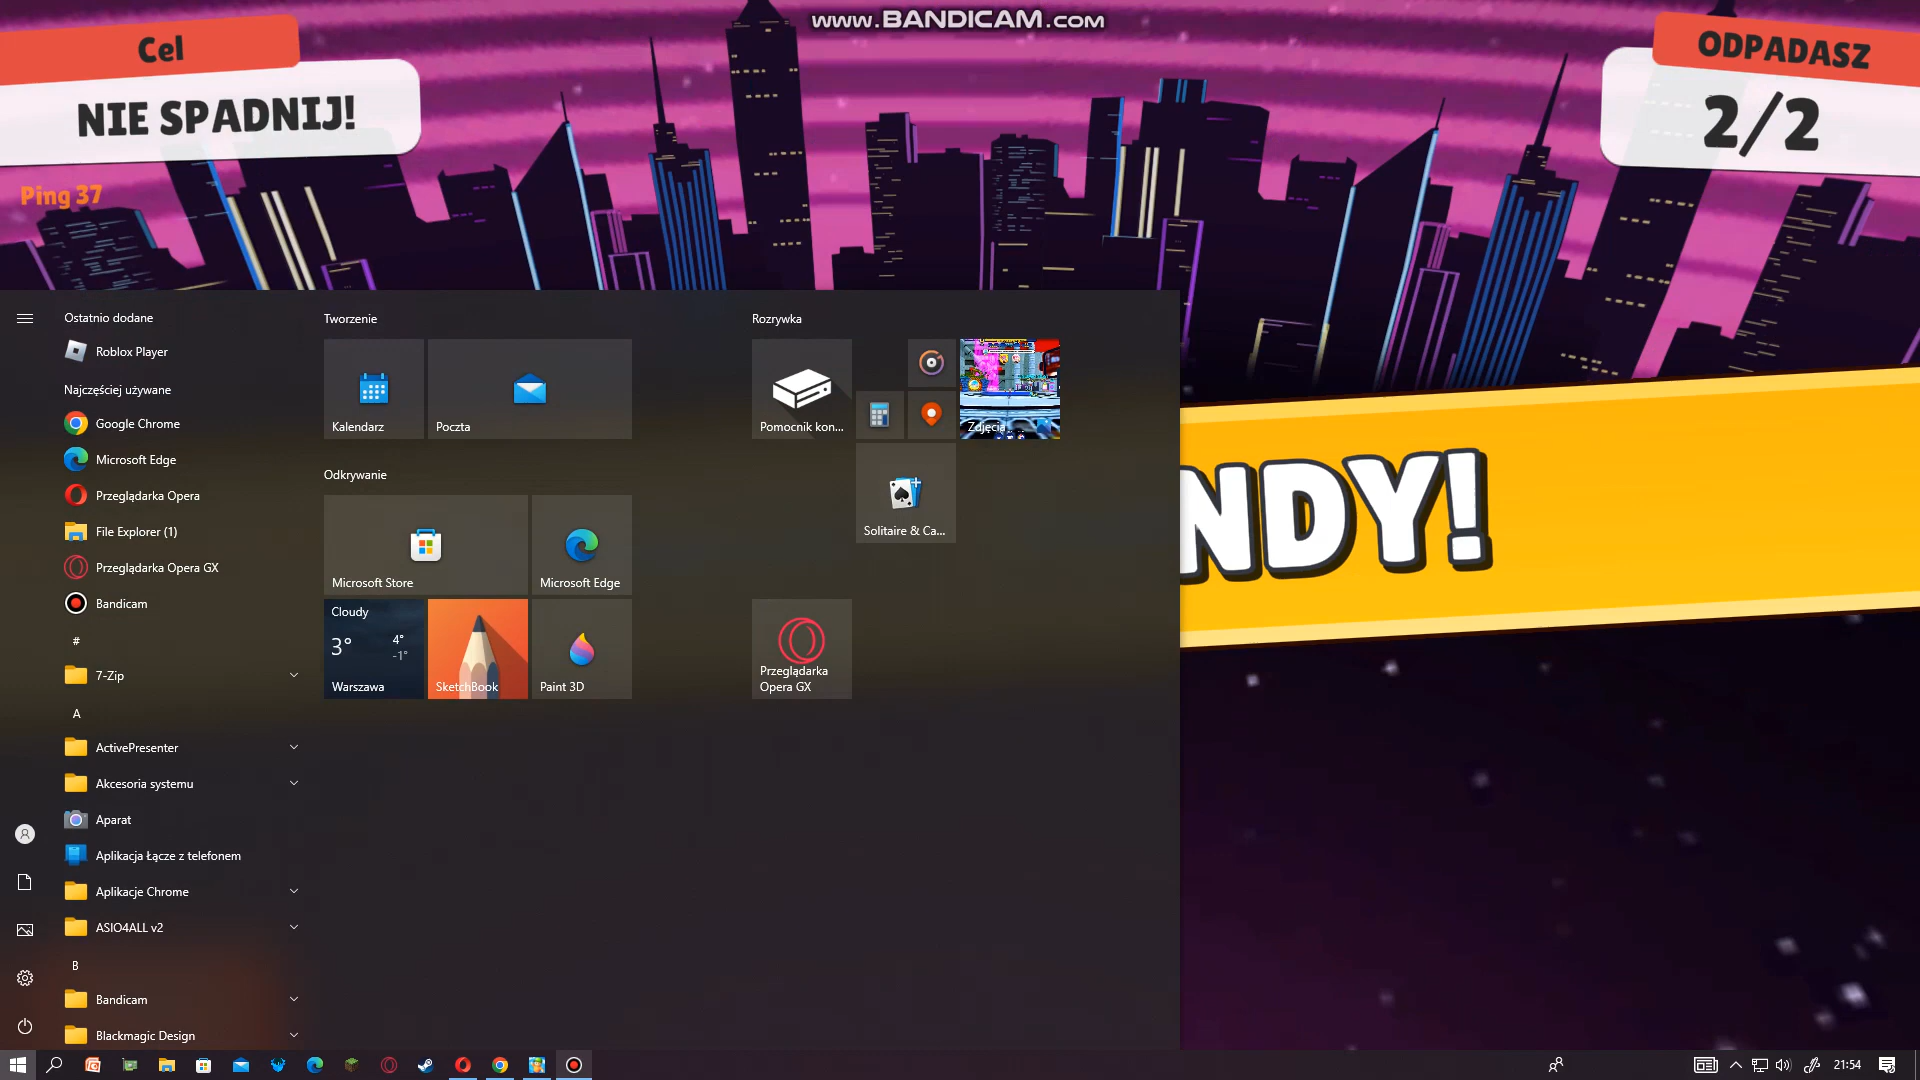 www.BANDICAM.com
Cel
NIE SPADNIJ!
Ping 37
ODPADASZ
2/2
NDY!
Ostatnio dodane
Roblox Player
Najczęściej używane
Google Chrome
Microsoft Edge
Przeglądarka Opera
File Explorer (1)
Przeglądarka Opera GX
Bandicam
#
7-Zip
A
ActivePresenter
Akcesoria systemu
Aparat
Aplikacja Łącze z telefonem
Aplikacje Chrome
ASIO4ALL v2
B
Bandicam
Blackmagic Design
Tworzenie
Kalendarz
Poczta
Odkrywanie
Microsoft Store
Microsoft Edge
Cloudy
3°
4°
-1°
Warszawa
SketchBook
Paint 3D
Rozrywka
Pomocnik kon...
Zdjęcia
Solitaire & Ca...
Przeglądarka
Opera GX
21:54